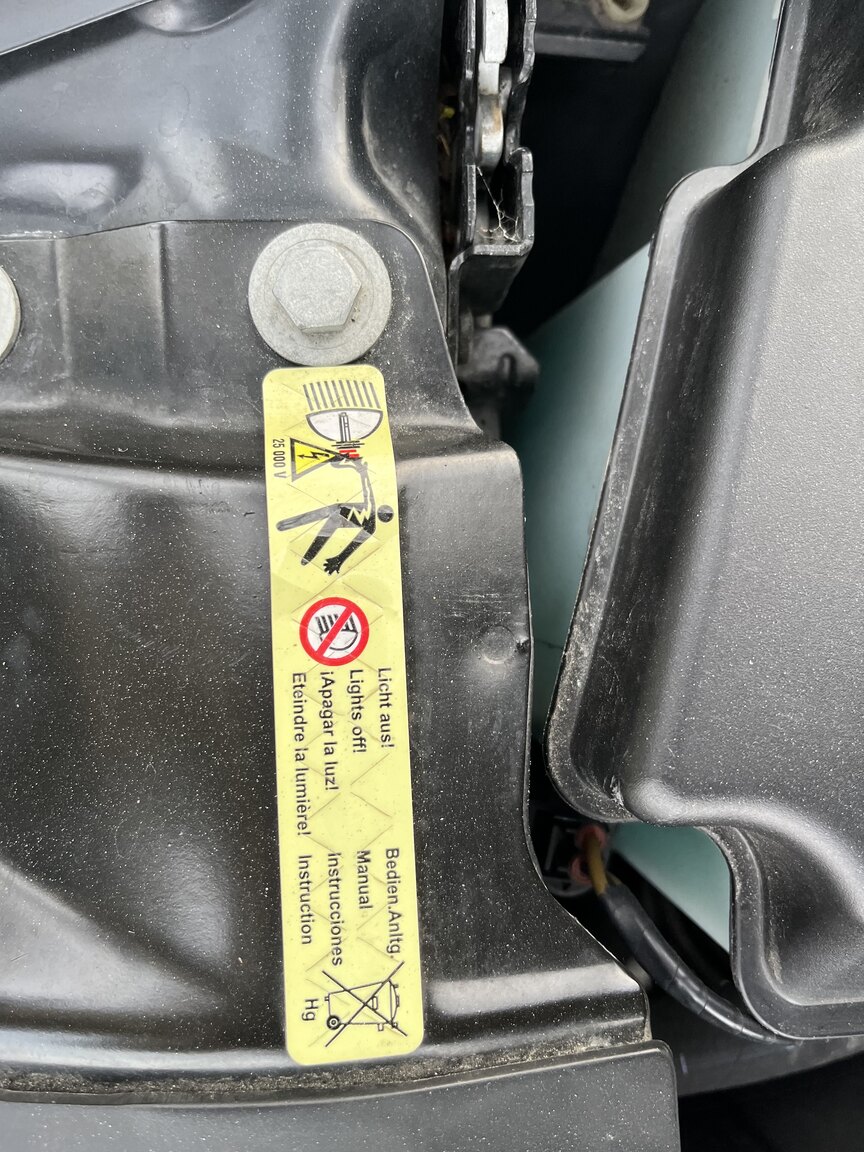 25 000 V
Licht aus!
Lights off!
¡Apagar la luz!
Eteindre la lumière!
Bedien.Anltg.
Manual
Instrucciónes
Instruction
Hg